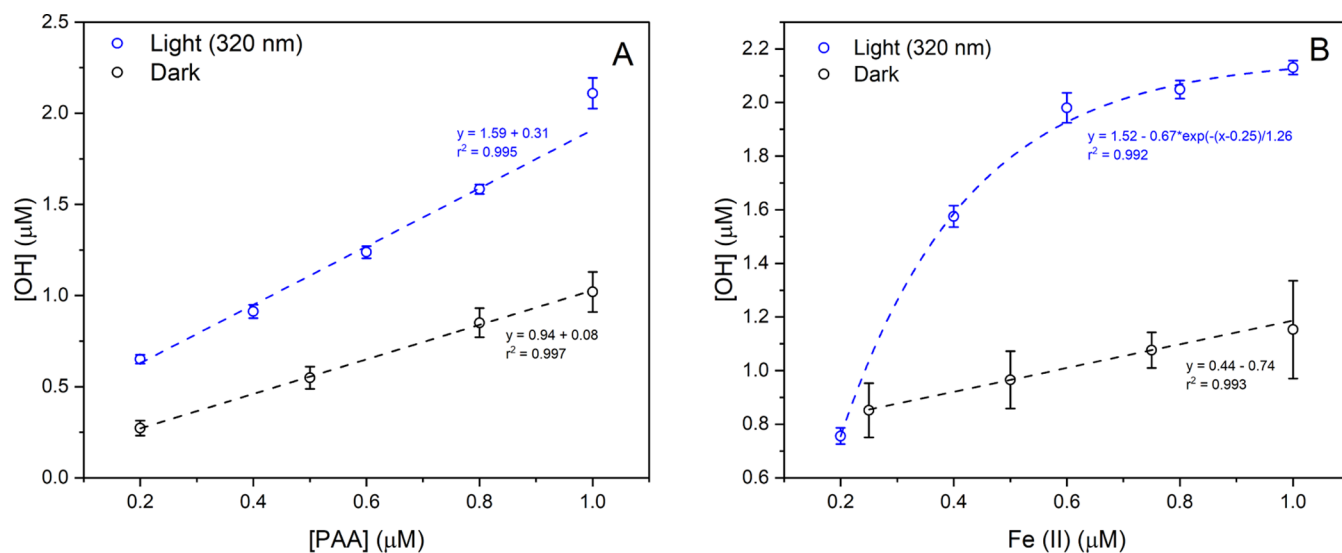 Light (320 nm)
Dark
A
y = 1.59 + 0.31
r² = 0.995
y = 0.94 + 0.08
r² = 0.997
2.5
2.0
1.5
1.0
0.5
0.0
[OH] (μM)
0.2 0.4 0.6 0.8 1.0
[PAA] (μM)
Light (320 nm)
Dark
B
y = 1.52 - 0.67*exp(-(x-0.25)/1.26
r² = 0.992
y = 0.44 - 0.74
r² = 0.993
2.2
2.0
1.8
1.6
1.4
1.2
1.0
0.8
0.6
[OH] (μM)
0.2 0.4 0.6 0.8 1.0
Fe (II) (μM)